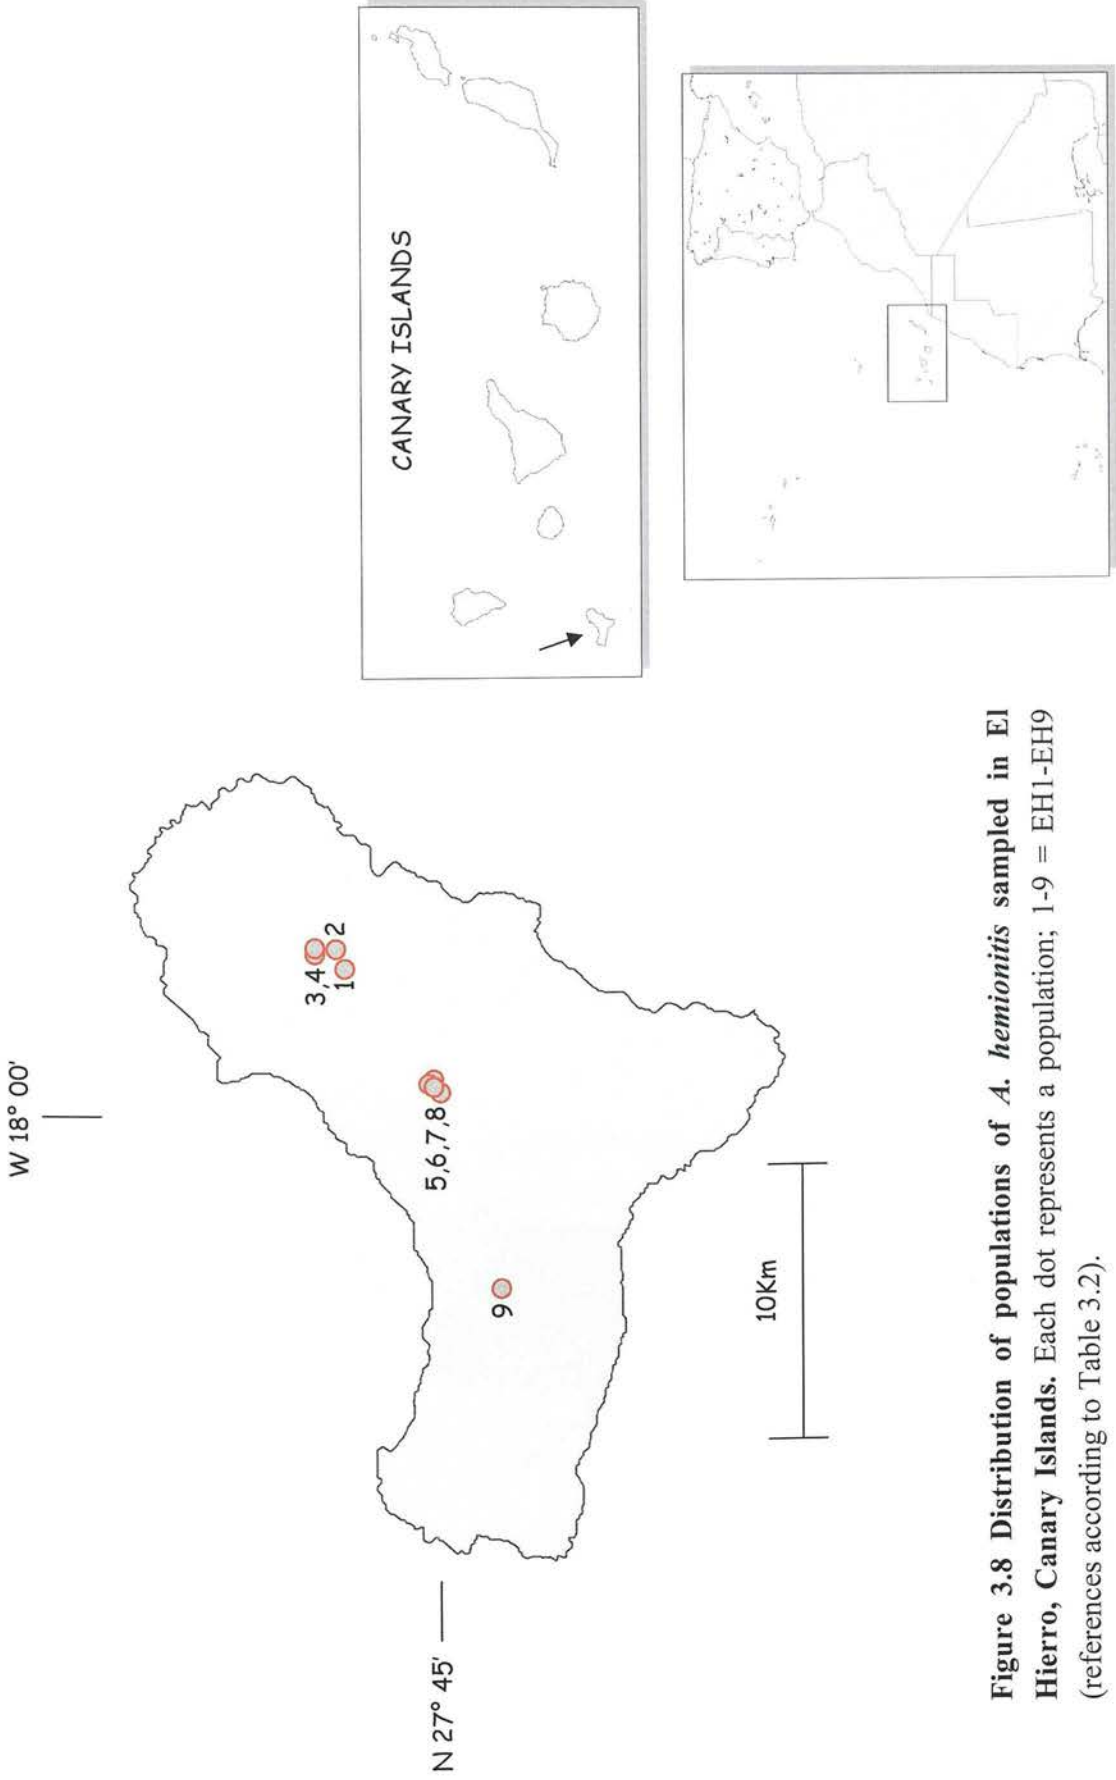 W 18° 00'
CANARY ISLANDS
3,4
2
1
5,6,7,8
N 27° 45'
9
10Km
Figure 3.8 Distribution of populations of A. hemionitis sampled in El
Hierro, Canary Islands. Each dot represents a population; 1-9 = EH1-EH9
(references according to Table 3.2).